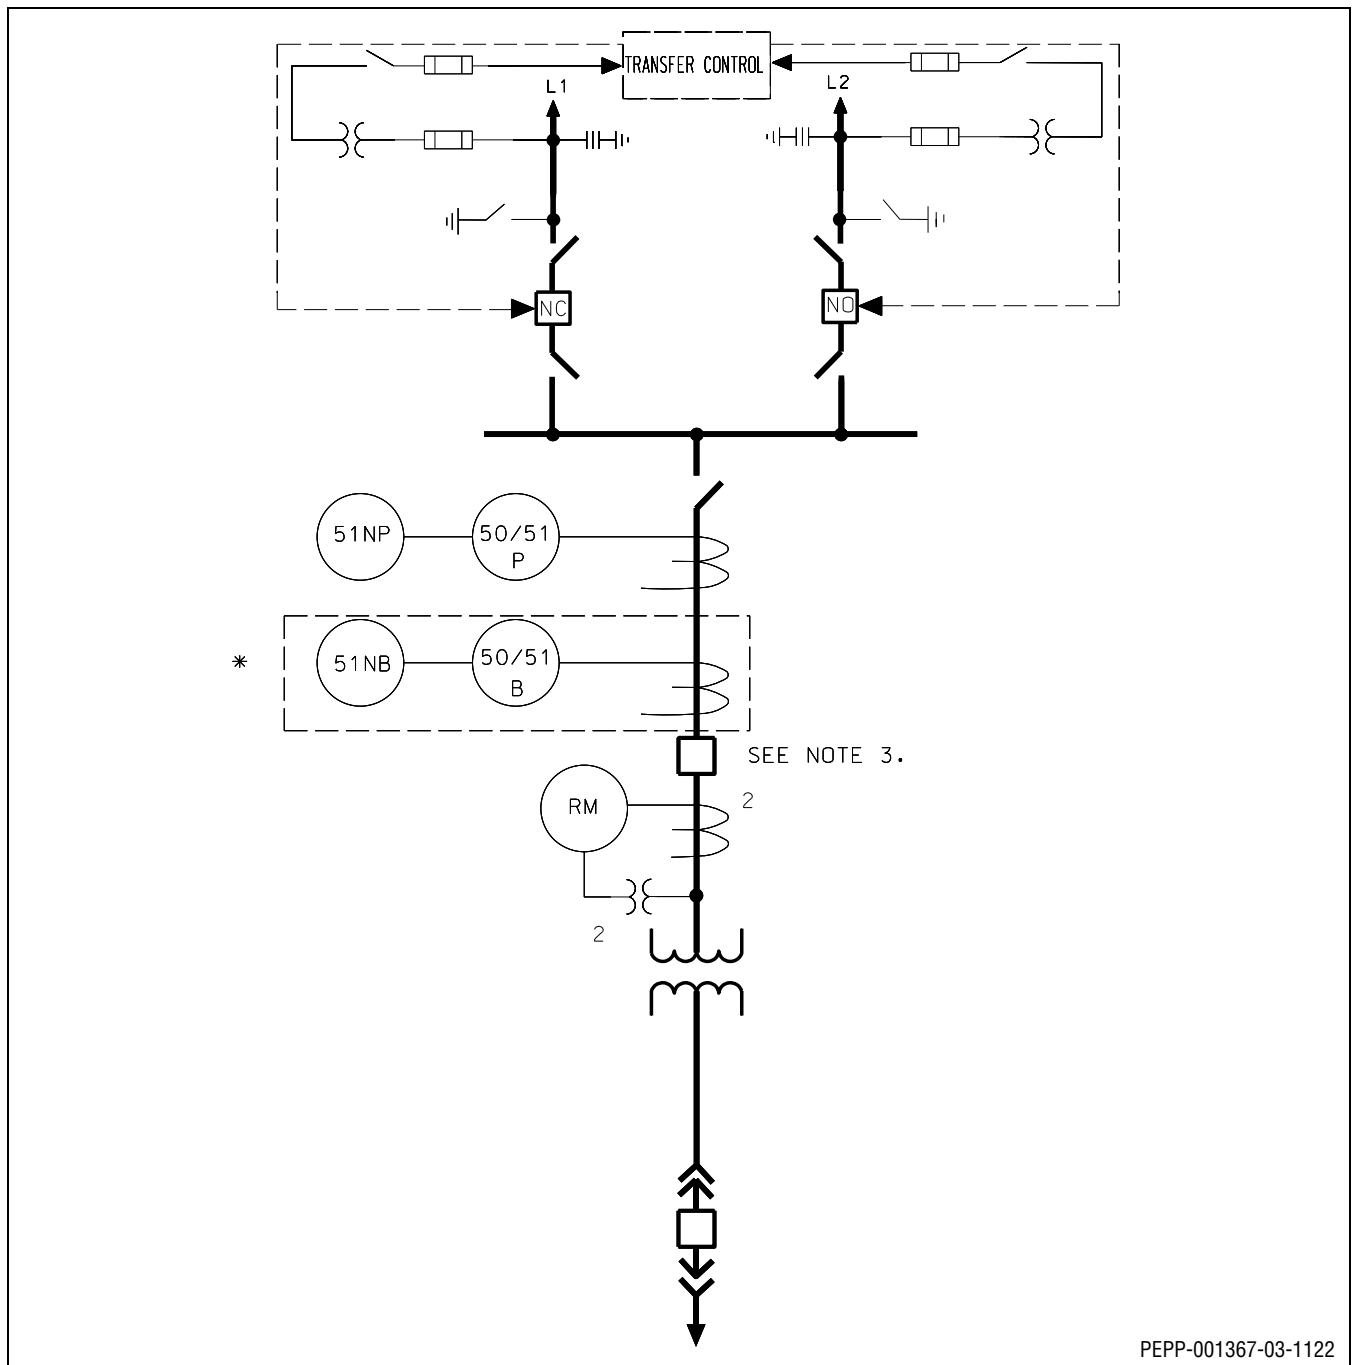 TRANSFER CONTROL
L1
L2
NC
NO
51NP
50/51
P
*
51NB
50/51
B
SEE NOTE 3.
RM
2
2
PEPP-001367-03-1122